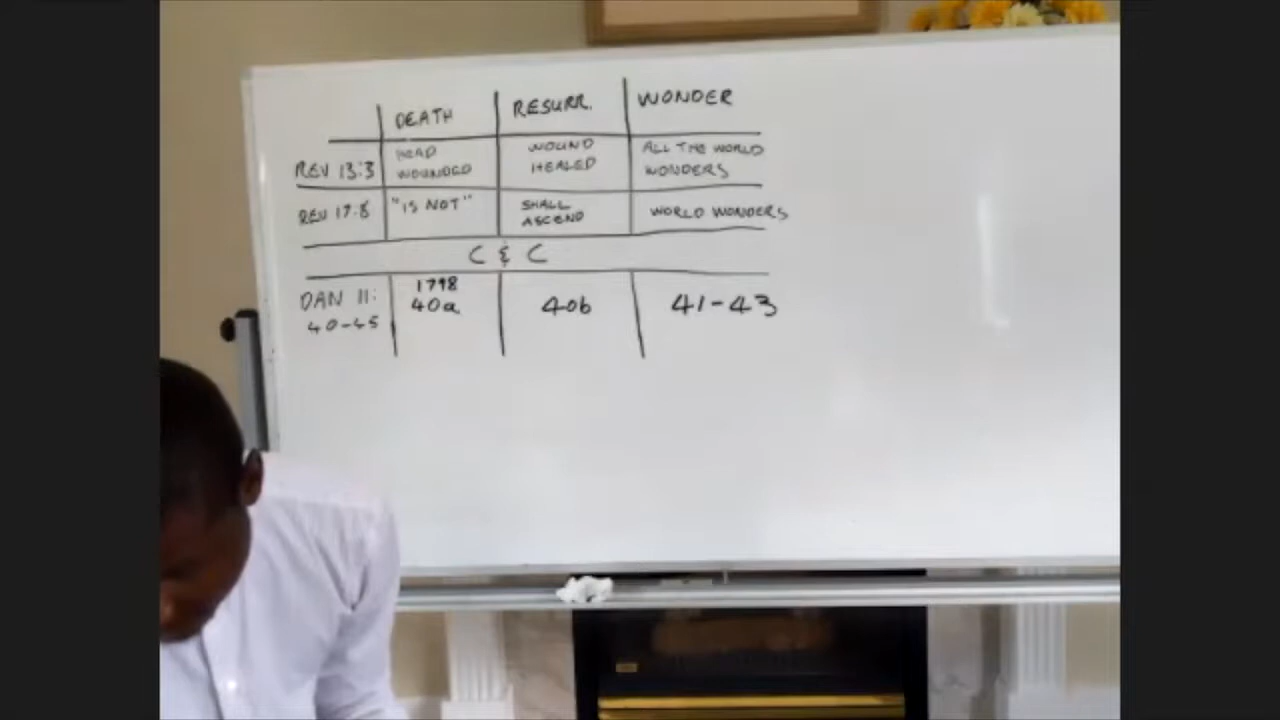 DEATH RESURR. WONDER
REV 13:3 HEAD WOUNDED WOUND HEALED ALL THE WORLD WONDERS
REV 17:8 "IS NOT" SHALL ASCEND WORLD WONDERS
C & C
DAN 11: 40-45 1798 40a 40b 41-43